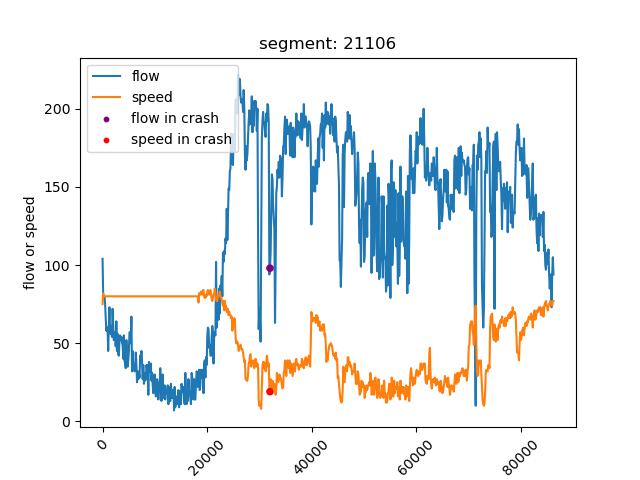 segment: 21106
flow
speed
flow in crash
speed in crash
flow or speed
200
150
100
50
0
0
20000
40000
60000
80000